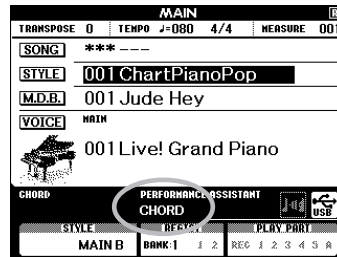 MAIN
TRANSPOSE 0 TEMPO ♩=080 4/4 MEASURE 001
SONG *** ---
STYLE 001 ChartPianoPop
M.D.B. 001 Jude Hey
VOICE MAIN
001 Live! Grand Piano
CHORD PERFORMANCE ASSISTANT
CHORD
USB
STYLE REGIST PLAY PART
MAIN B BANK:1 1 2 REC 1 2 3 4 5 A